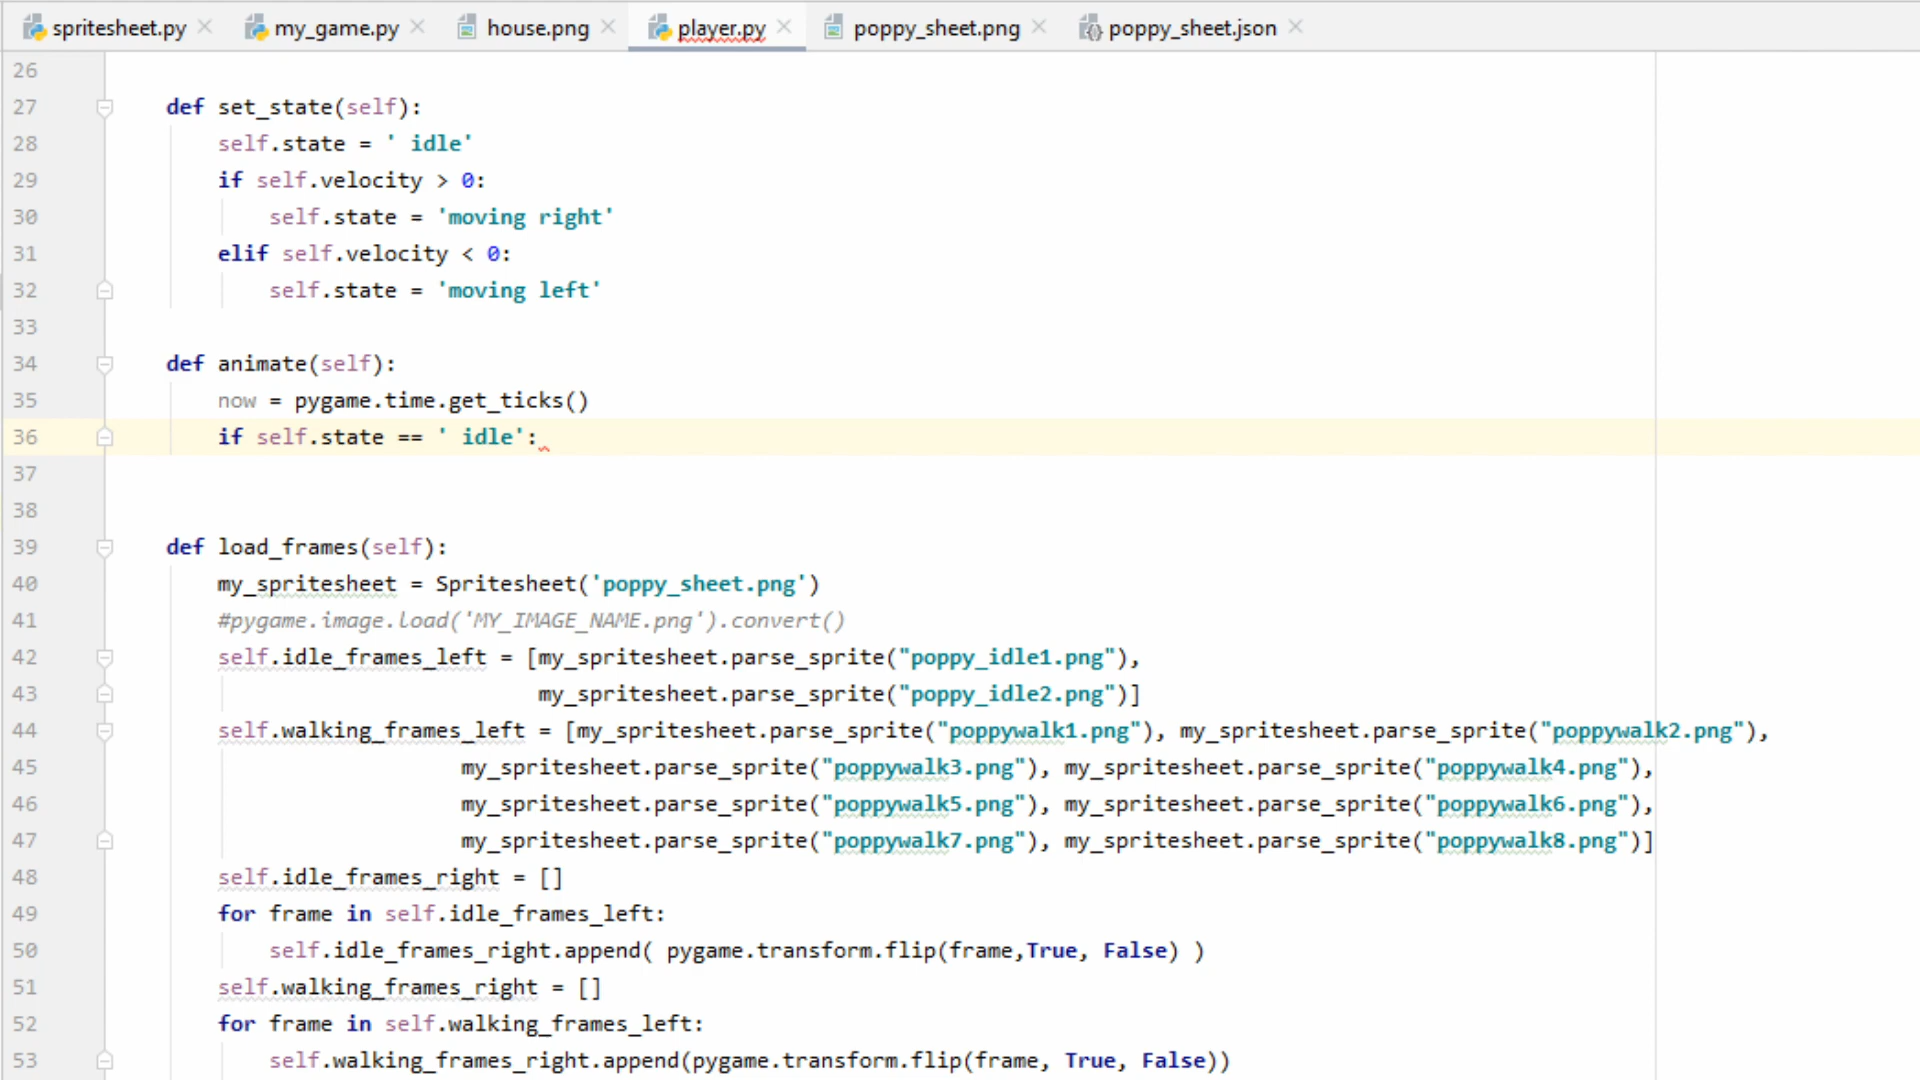 spritesheet.py my_game.py house.png player.py poppy_sheet.png poppy_sheet.json
26
27 def set_state(self):
28 self.state = ' idle'
29 if self.velocity > 0:
30 self.state = 'moving right'
31 elif self.velocity < 0:
32 self.state = 'moving left'
33
34 def animate(self):
35 now = pygame.time.get_ticks()
36 if self.state == ' idle':
37
38
39 def load_frames(self):
40 my_spritesheet = Spritesheet('poppy_sheet.png')
41 #pygame.image.load('MY_IMAGE_NAME.png').convert()
42 self.idle_frames_left = [my_spritesheet.parse_sprite("poppy_idle1.png"),
43 my_spritesheet.parse_sprite("poppy_idle2.png")]
44 self.walking_frames_left = [my_spritesheet.parse_sprite("poppywalk1.png"), my_spritesheet.parse_sprite("poppywalk2.png"),
45 my_spritesheet.parse_sprite("poppywalk3.png"), my_spritesheet.parse_sprite("poppywalk4.png"),
46 my_spritesheet.parse_sprite("poppywalk5.png"), my_spritesheet.parse_sprite("poppywalk6.png"),
47 my_spritesheet.parse_sprite("poppywalk7.png"), my_spritesheet.parse_sprite("poppywalk8.png")]
48 self.idle_frames_right = []
49 for frame in self.idle_frames_left:
50 self.idle_frames_right.append( pygame.transform.flip(frame,True, False) )
51 self.walking_frames_right = []
52 for frame in self.walking_frames_left:
53 self.walking_frames_right.append(pygame.transform.flip(frame, True, False))